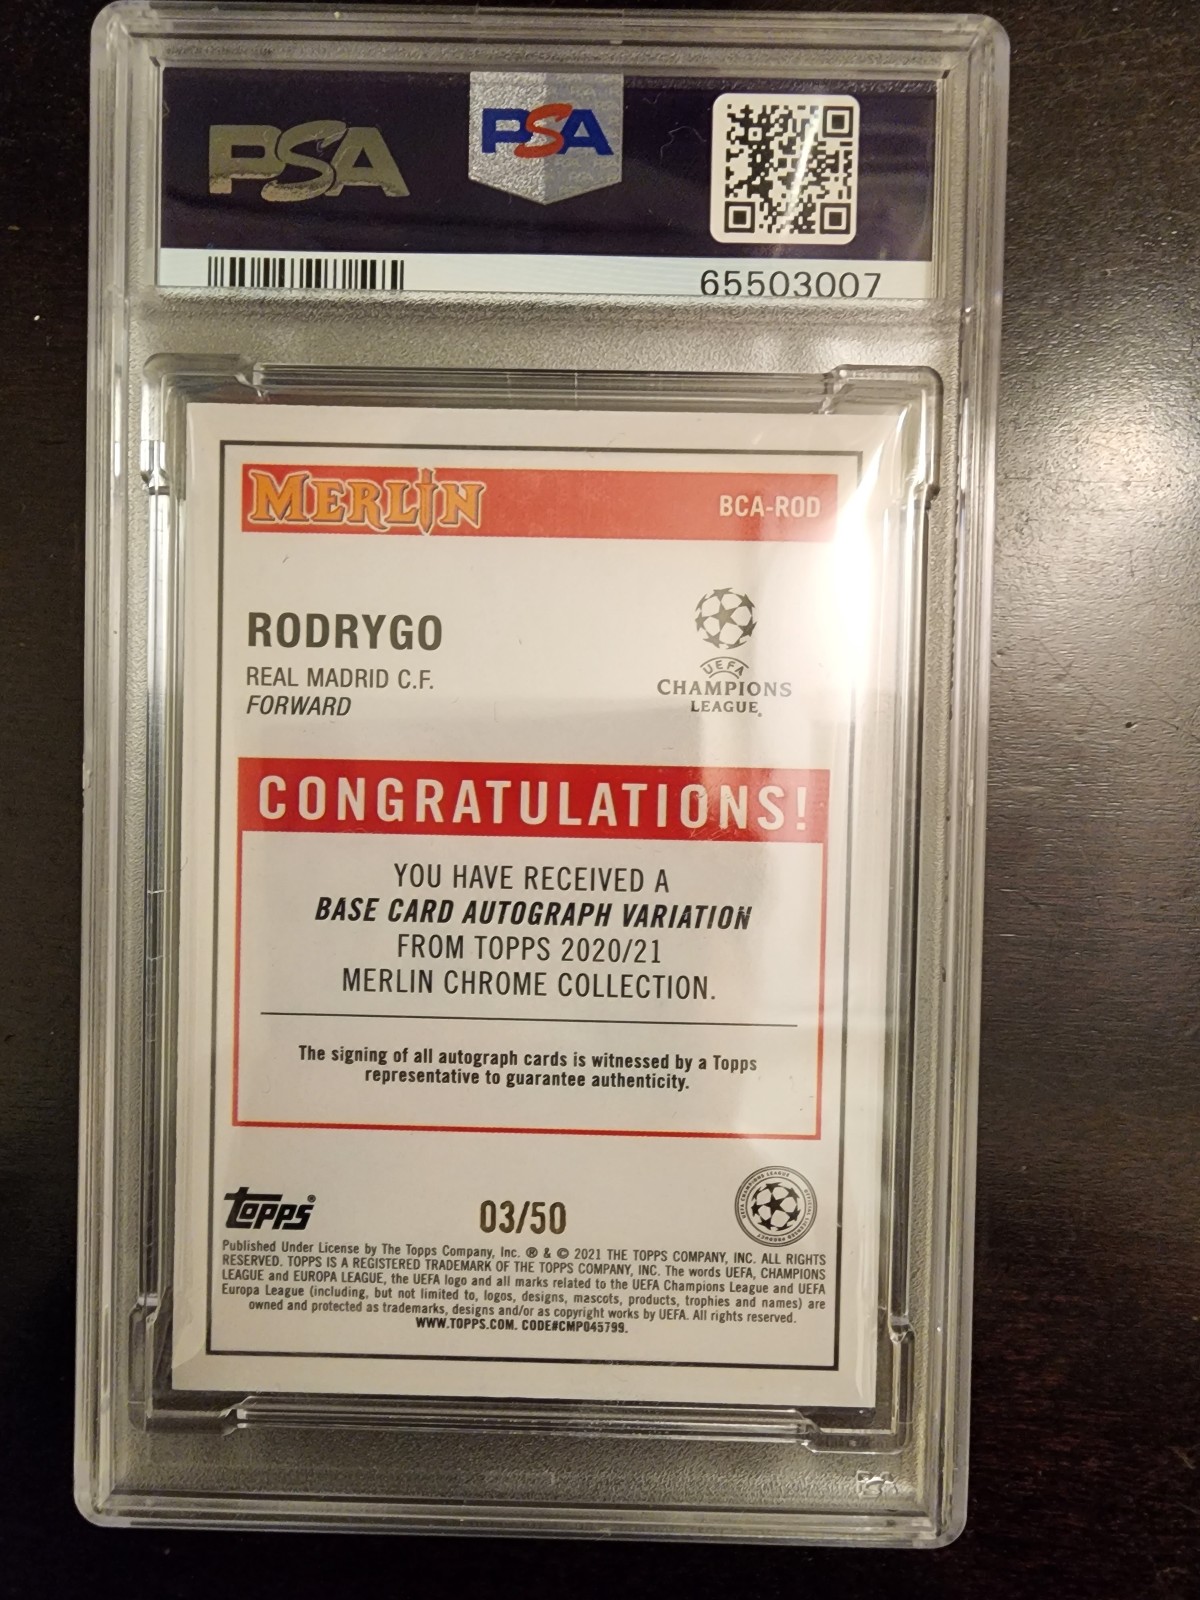 PSA PSA
65503007
MERLIN BCA-ROD
RODRYGO
REAL MADRID C.F.
FORWARD
UEFA
CHAMPIONS
LEAGUE®
CONGRATULATIONS!
YOU HAVE RECEIVED A
BASE CARD AUTOGRAPH VARIATION
FROM TOPPS 2020/21
MERLIN CHROME COLLECTION.
The signing of all autograph cards is witnessed by a Topps
representative to guarantee authenticity.
Topps® 03/50
Published Under License by The Topps Company, Inc. ® & © 2021 THE TOPPS COMPANY, INC. ALL RIGHTS
RESERVED. TOPPS IS A REGISTERED TRADEMARK OF THE TOPPS COMPANY, INC. The words UEFA, CHAMPIONS
LEAGUE and EUROPA LEAGUE, the UEFA logo and all marks related to the UEFA Champions League and UEFA
Europa League (including, but not limited to, logos, designs, mascots, products, trophies and names) are
owned and protected as trademarks, designs and/or as copyright works by UEFA. All rights reserved.
WWW.TOPPS.COM. CODE#CMP045799.